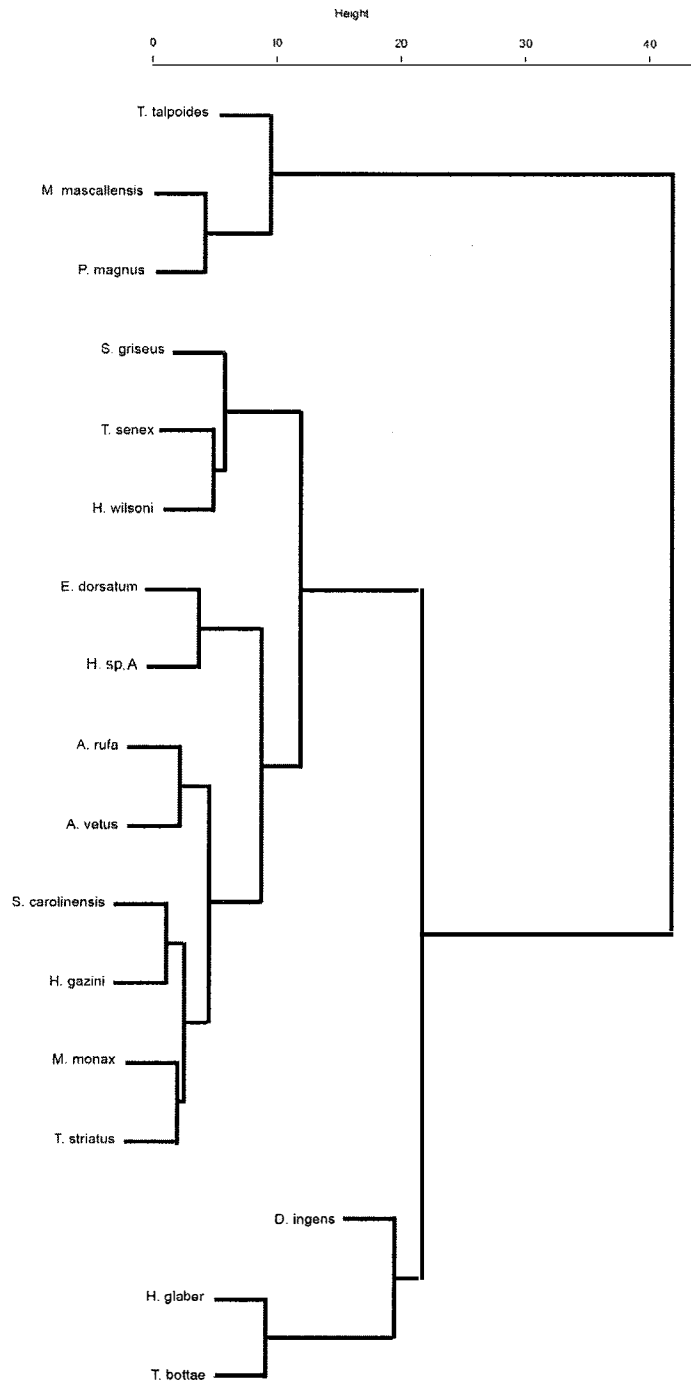 Height
0 10 20 30 40
T. talpoides
M. mascallensis
P. magnus
S. griseus
T. senex
H. wilsoni
E. dorsatum
H. sp. A
A. rufa
A. vetus
S. carolinensis
H. gazini
M. monax
T. striatus
D. ingens
H. glaber
T. bottae